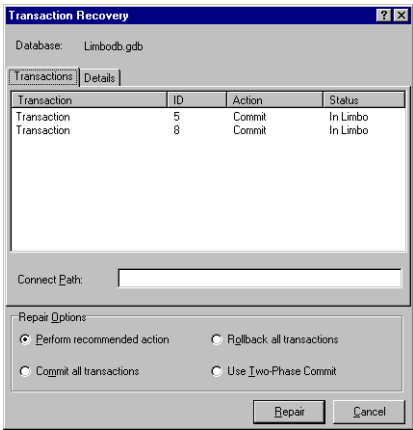 Transaction Recovery
Database: Limbodb.gdb
Transactions Details
Transaction ID Action Status
Transaction 5 Commit In Limbo
Transaction 8 Commit In Limbo
Connect Path:
Repair Options
Perform recommended action Rollback all transactions
Commit all transactions Use Two-Phase Commit
Repair Cancel